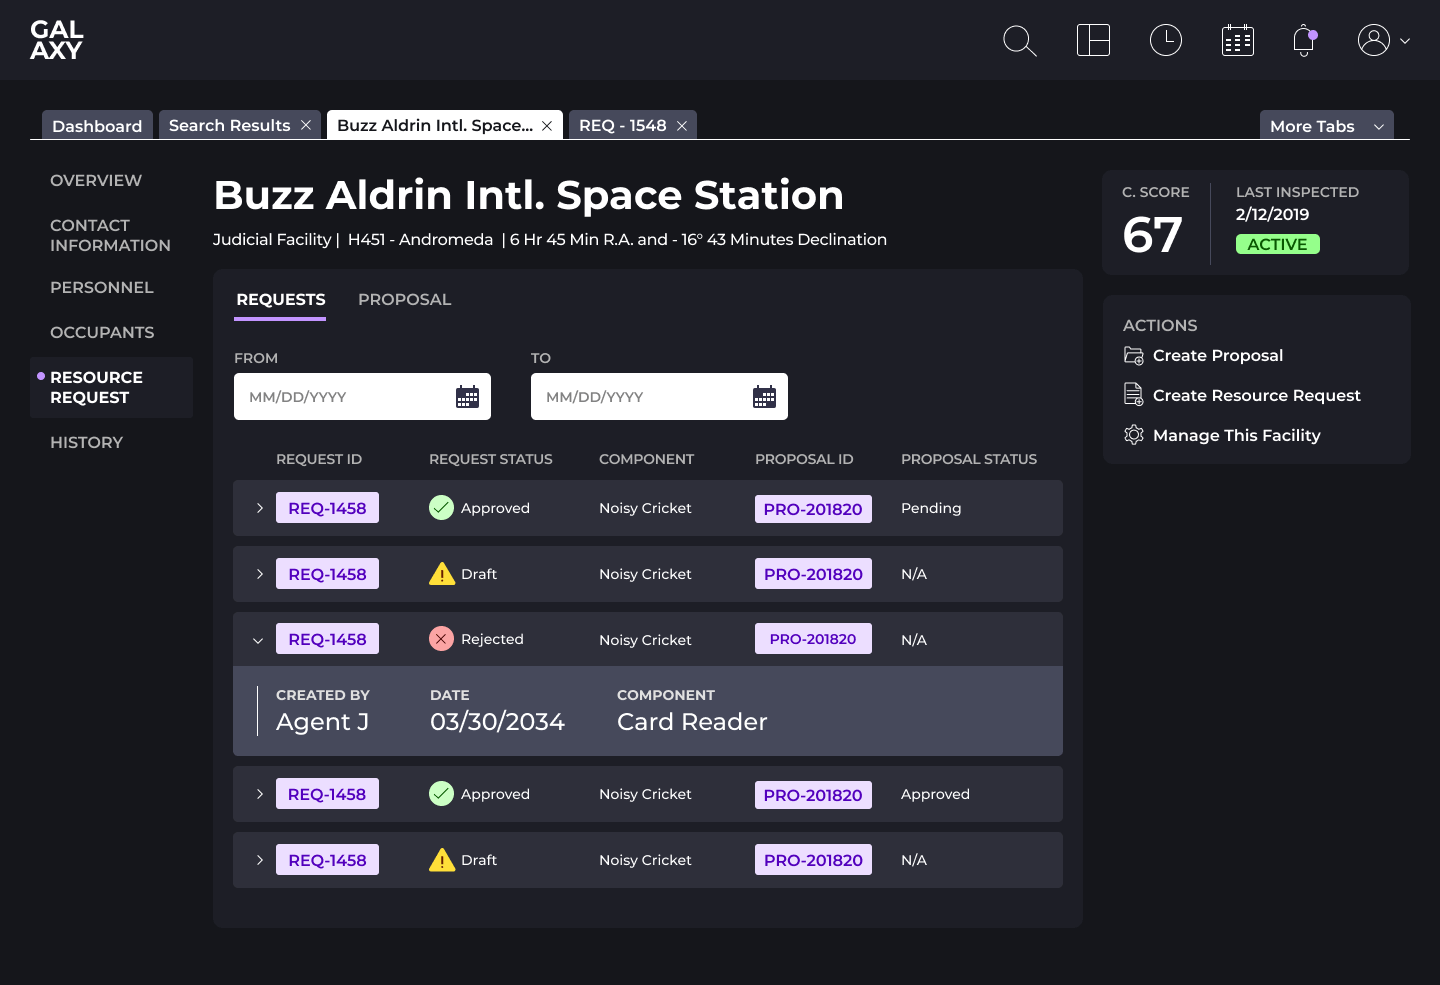 GAL
AXY
Dashboard
Search Results
Buzz Aldrin Intl. Space...
REQ - 1548
More Tabs
OVERVIEW
CONTACT
INFORMATION
PERSONNEL
OCCUPANTS
RESOURCE
REQUEST
HISTORY
Buzz Aldrin Intl. Space Station
Judicial Facility | H451 - Andromeda | 6 Hr 45 Min R.A. and - 16° 43 Minutes Declination
REQUESTS PROPOSAL
FROM TO
MM/DD/YYYY MM/DD/YYYY
REQUEST ID REQUEST STATUS COMPONENT PROPOSAL ID PROPOSAL STATUS
REQ-1458 Approved Noisy Cricket PRO-201820 Pending
REQ-1458 Draft Noisy Cricket PRO-201820 N/A
REQ-1458 Rejected Noisy Cricket PRO-201820 N/A
CREATED BY DATE COMPONENT
Agent J 03/30/2034 Card Reader
REQ-1458 Approved Noisy Cricket PRO-201820 Approved
REQ-1458 Draft Noisy Cricket PRO-201820 N/A
C. SCORE
67
LAST INSPECTED
2/12/2019
ACTIVE
ACTIONS
Create Proposal
Create Resource Request
Manage This Facility